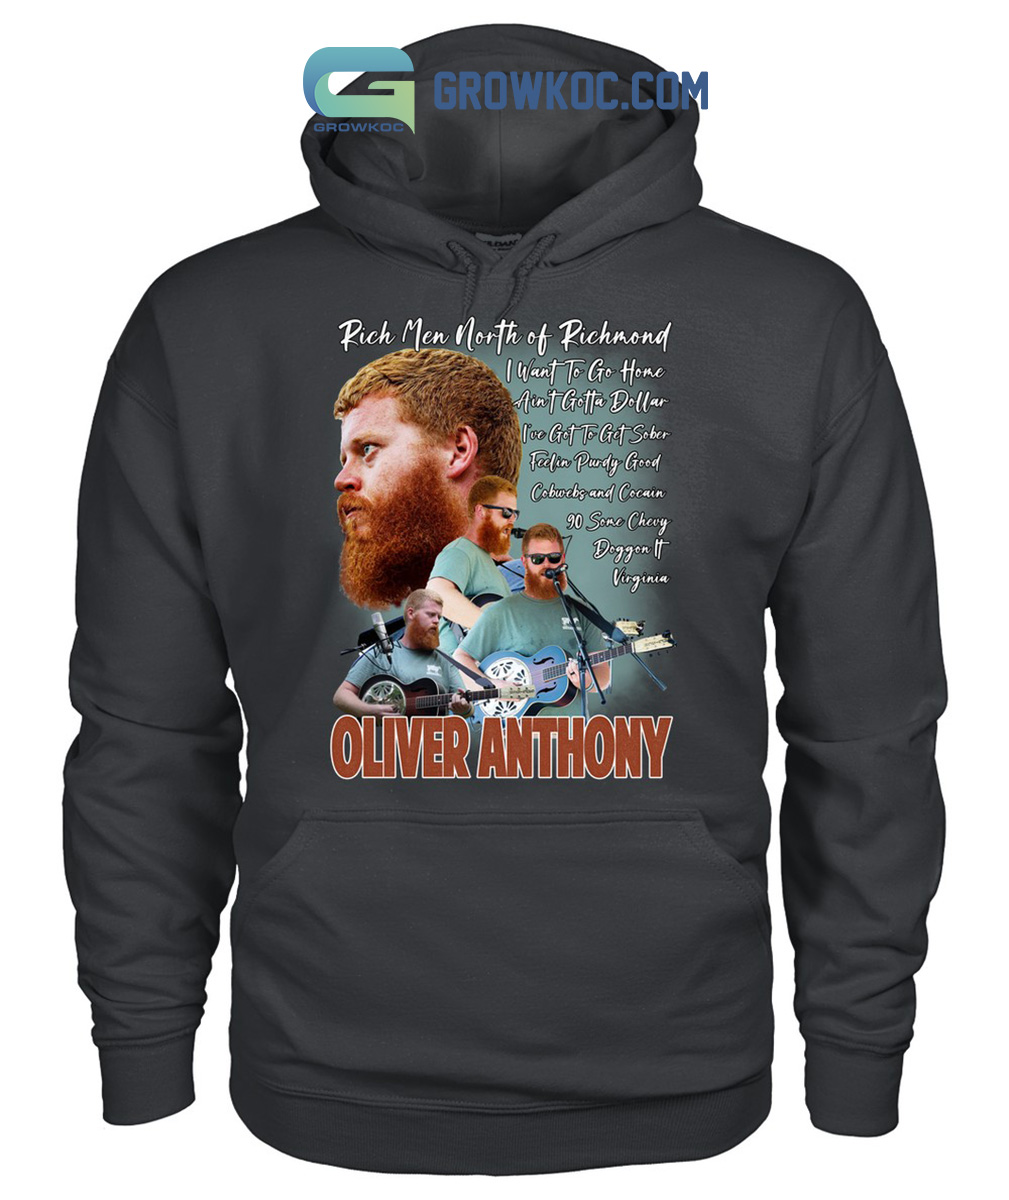 GROWKOC.COM
GROWKOC
Rich Men North of Richmond
I Want To Go Home
Ain't Gotta Dollar
I've Got To Get Sober
Feelin Purdy Good
Cobwebs and Cocain
90 Some Chevy
Doggon It
Virginia
OLIVER ANTHONY